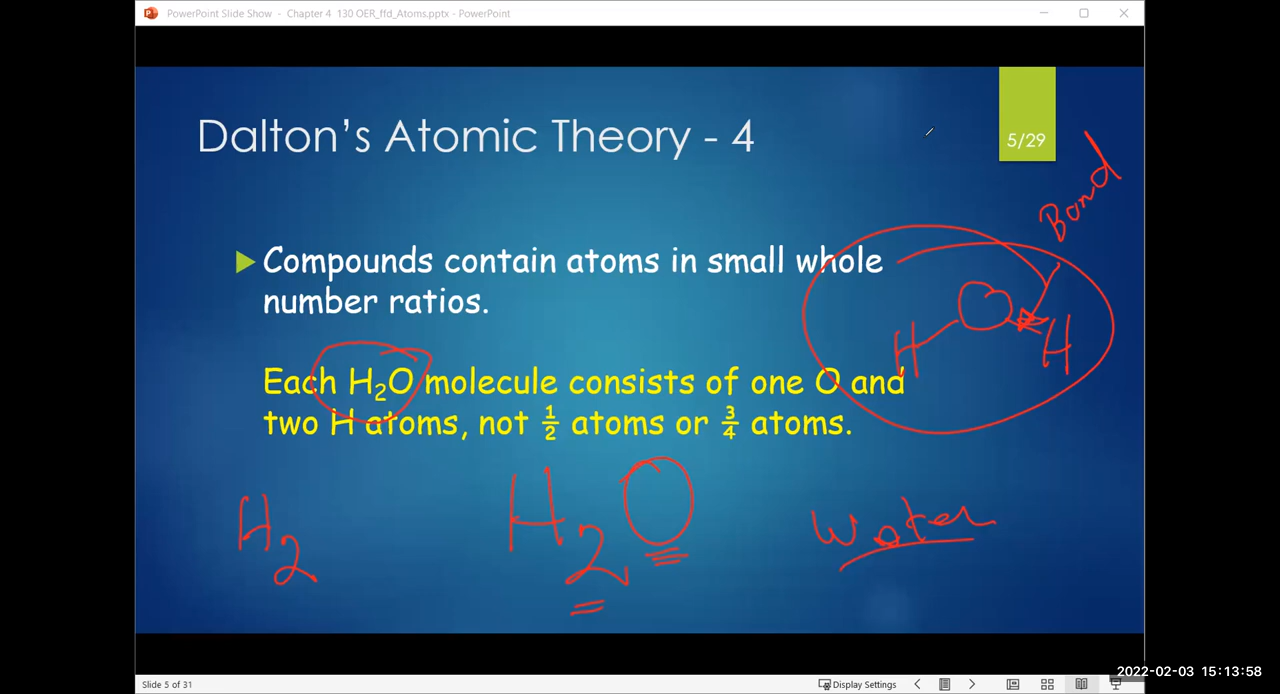 PowerPoint Slide Show - Chapter 4 130 OER_ffd_Atoms.pptx - PowerPoint
Dalton's Atomic Theory - 4
5/29
Bond
Compounds contain atoms in small whole
number ratios.
H O H
Each H₂O molecule consists of one O and
two H atoms, not ½ atoms or ¾ atoms.
H₂
H₂O
Water
2022-02-03 15:13:58
Slide 5 of 31
Display Settings